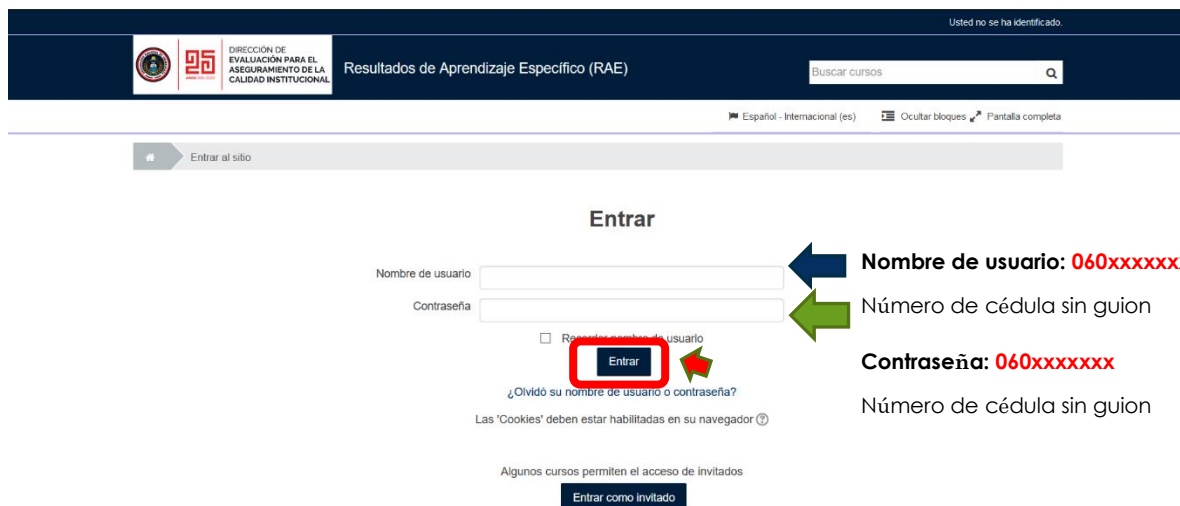 Usted no se ha identificado.
25
DIRECCIÓN DE
EVALUACIÓN PARA EL
ASEGURAMIENTO DE LA
CALIDAD INSTITUCIONAL
Resultados de Aprendizaje Específico (RAE)
Buscar cursos
Español - Internacional (es)
Ocultar bloques
Pantalla completa
Entrar al sitio
Entrar
Nombre de usuario
Nombre de usuario: 060xxxxxxx
Contraseña
Número de cédula sin guion
Recordar nombre de usuario
Entrar
Contraseña: 060xxxxxxx
¿Olvidó su nombre de usuario o contraseña?
Número de cédula sin guion
Las 'Cookies' deben estar habilitadas en su navegador
Algunos cursos permiten el acceso de invitados
Entrar como invitado